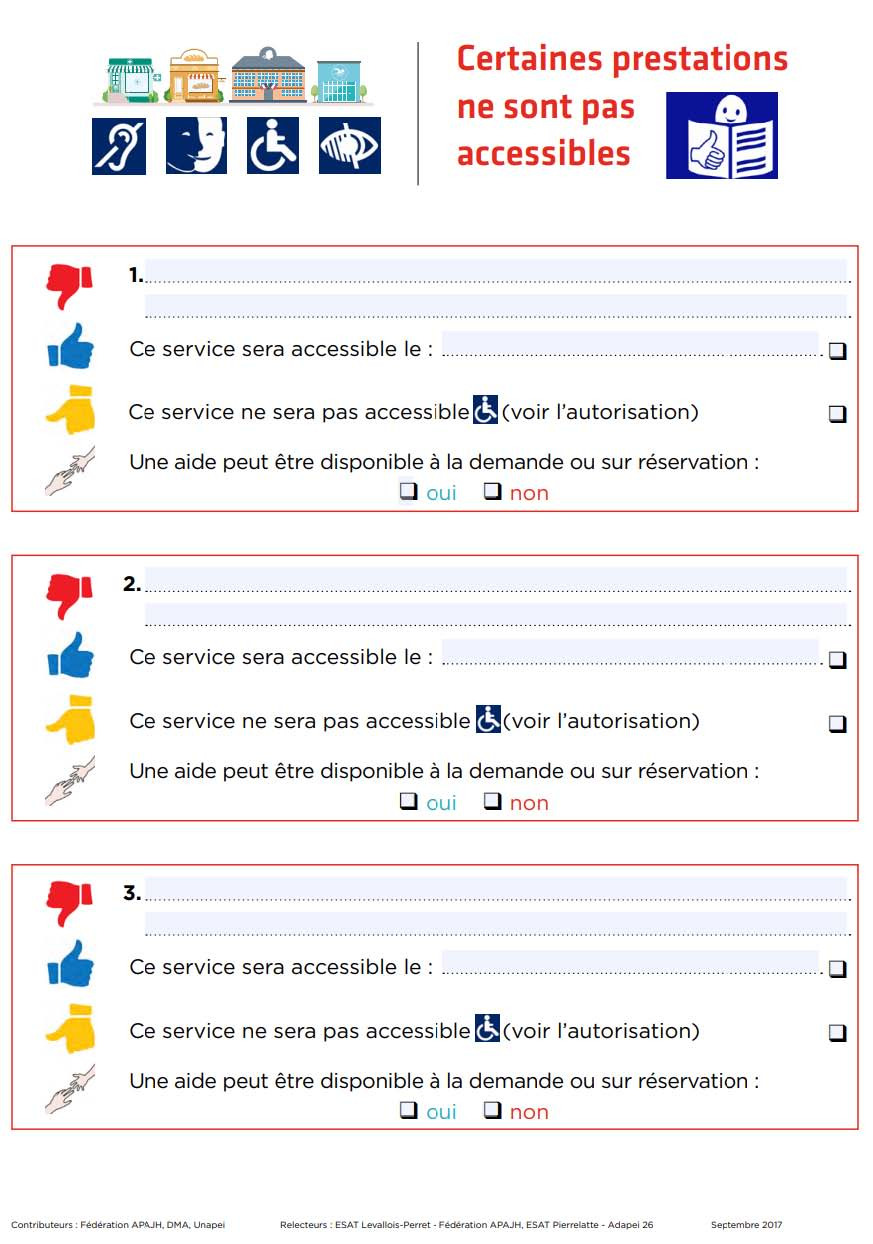 Certaines prestations
ne sont pas
accessibles
1.
Ce service sera accessible le :
Ce service ne sera pas accessible (voir l'autorisation)
Une aide peut être disponible à la demande ou sur réservation :
❏ oui ❏ non
2.
Ce service sera accessible le :
Ce service ne sera pas accessible (voir l'autorisation)
Une aide peut être disponible à la demande ou sur réservation :
❏ oui ❏ non
3.
Ce service sera accessible le :
Ce service ne sera pas accessible (voir l'autorisation)
Une aide peut être disponible à la demande ou sur réservation :
❏ oui ❏ non
Contributeurs : Fédération APAJH, DMA, Unapei Relecteurs : ESAT Levallois-Perret - Fédération APAJH, ESAT Pierrelatte - Adapei 26 Septembre 2017